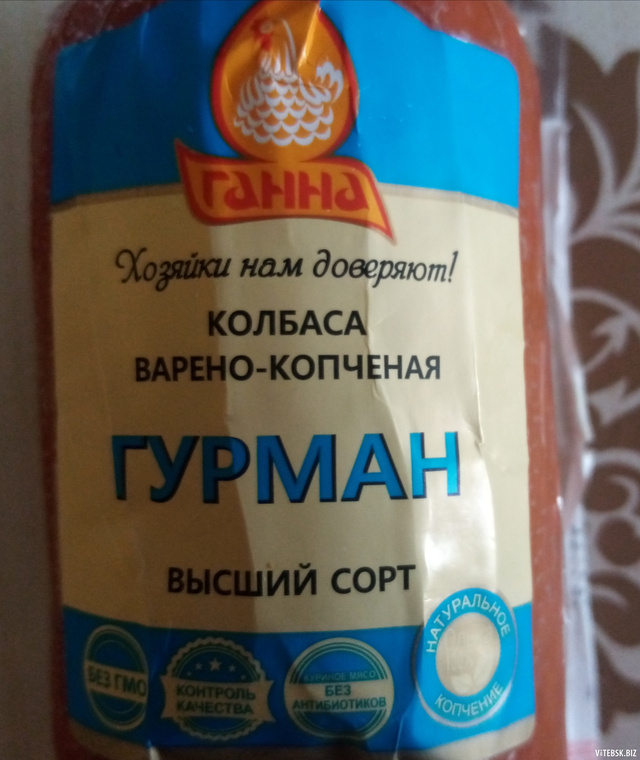 ГАННА
Хозяйки нам доверяют!
КОЛБАСА
ВАРЕНО-КОПЧЕНАЯ
ГУРМАН
ВЫСШИЙ СОРТ
БЕЗ ГМО
КОНТРОЛЬ
КАЧЕСТВА
КУРИНОЕ МЯСО
БЕЗ
АНТИБИОТИКОВ
НАТУРАЛЬНОЕ
КОПЧЕНИЕ
ViTEBSK.BIZ